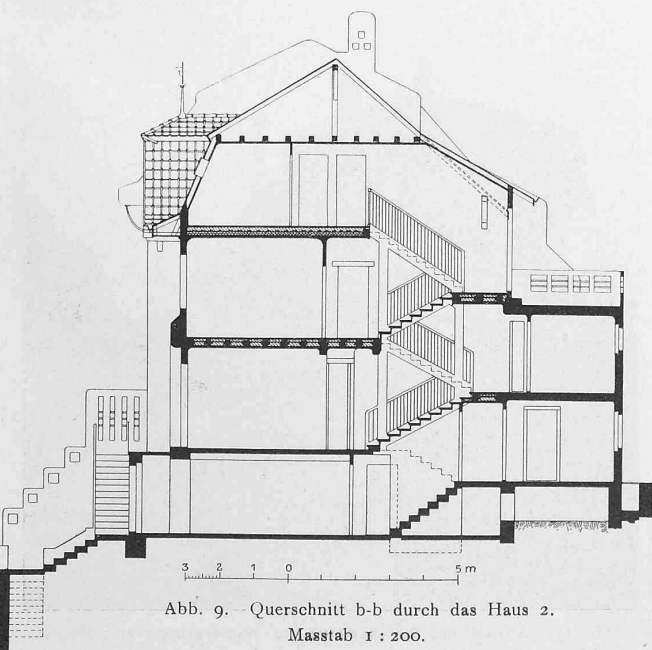 3 2 1 0 5 m
Abb. 9. Querschnitt b-b durch das Haus 2.
Masstab 1 : 200.